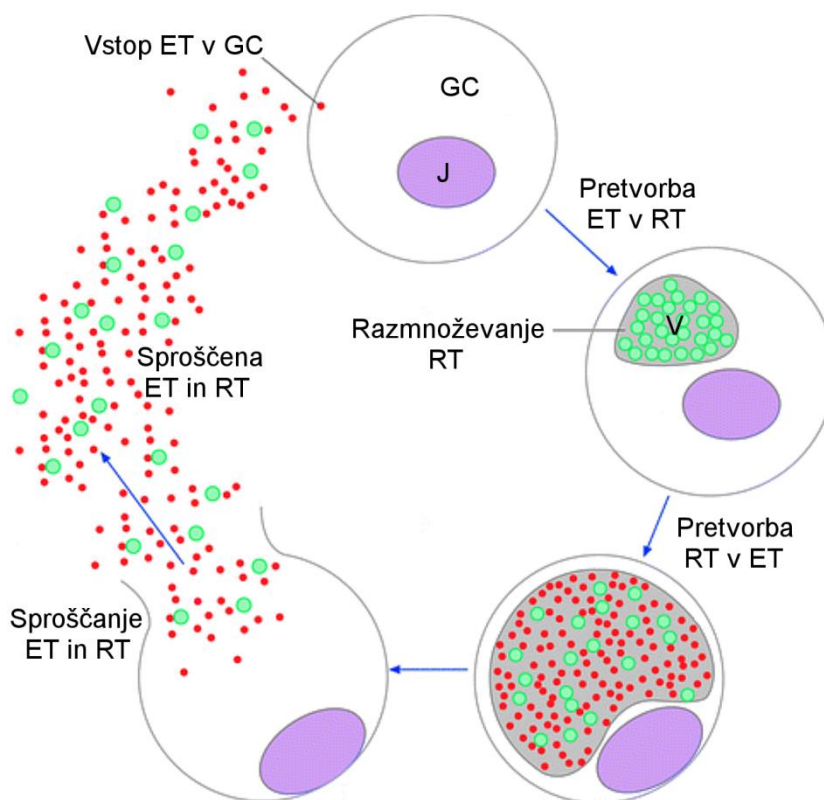 Vstop ET v GC
GC
J
Pretvorba
ET v RT
Razmnoževanje
RT
V
Sproščena
ET in RT
Pretvorba
RT v ET
Sproščanje
ET in RT